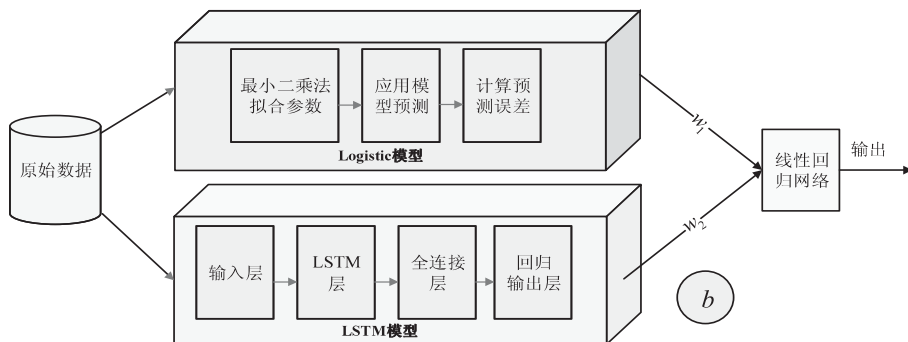 原始数据
最小二乘法
拟合参数
应用模
型预测
计算预
测误差
Logistic模型
输入层
LSTM
层
全连接
层
回归
输出层
LSTM模型
w₁
w₂
b
线性回
归网络
输出